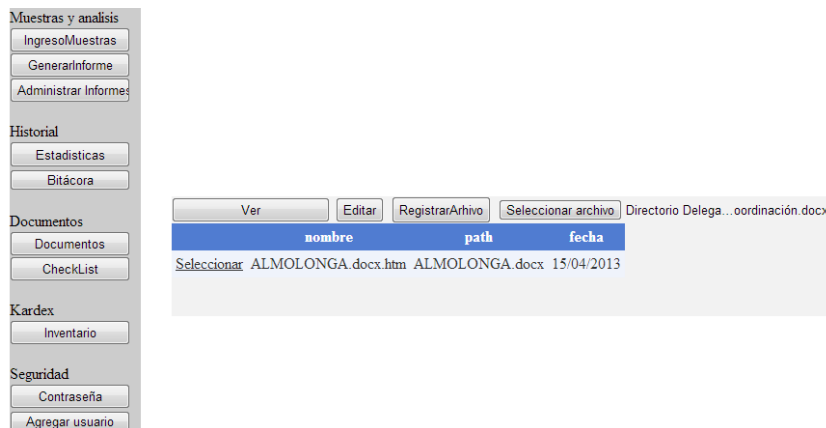 Muestras y analisis
IngresoMuestras
GenerarInforme
Administrar Informes
Historial
Estadisticas
Bitácora
Documentos
Documentos
CheckList
Kardex
Inventario
Seguridad
Contraseña
Agregar usuario
Ver Editar RegistrarArhivo Seleccionar archivo Directorio Delega...oordinación.docx
nombre path fecha
Seleccionar ALMOLONGA.docx.htm ALMOLONGA.docx 15/04/2013